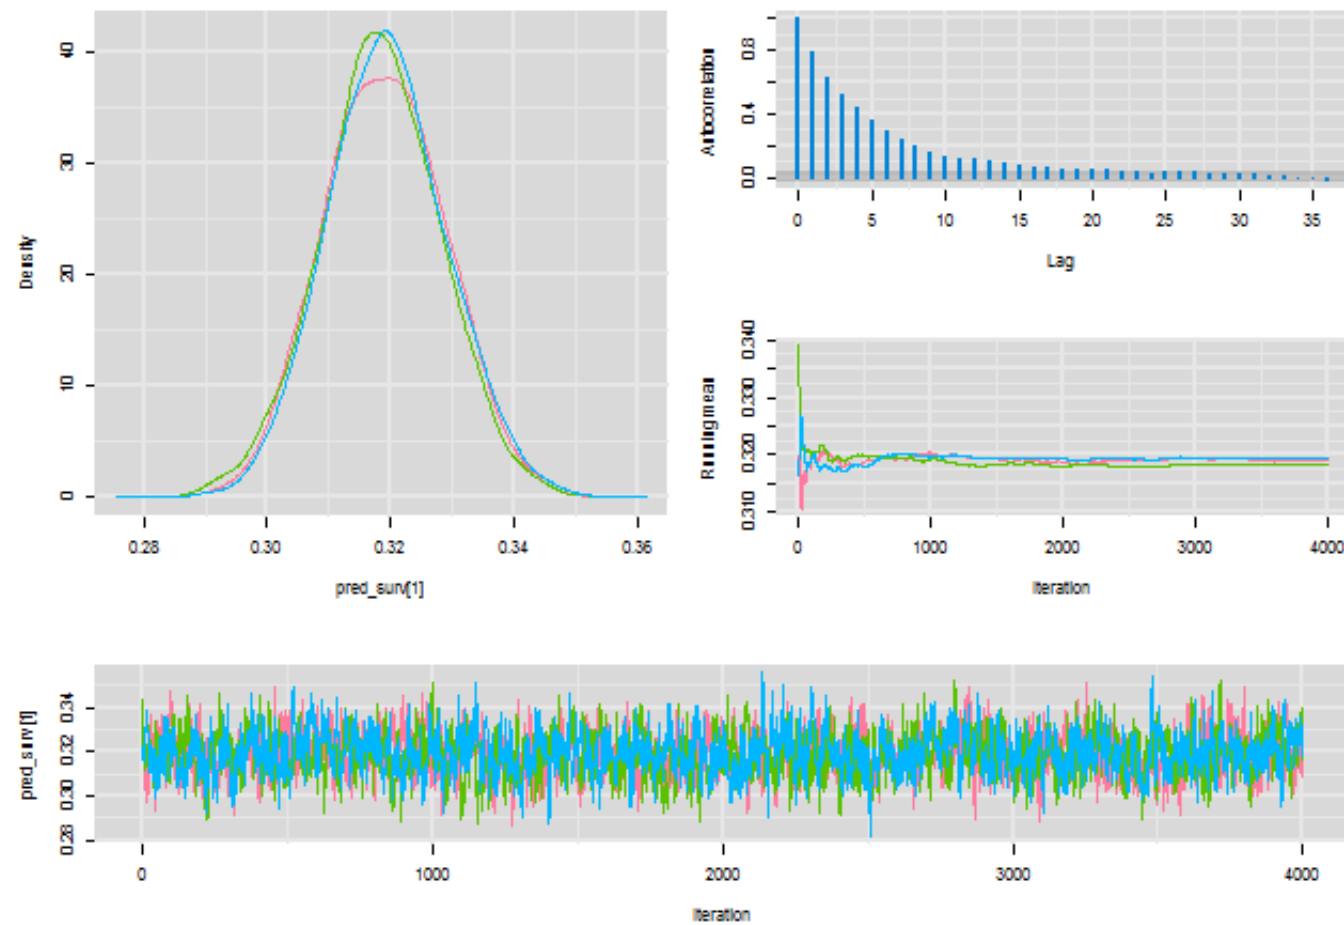 Density
0 10 20 30 40
0.28 0.30 0.32 0.34 0.36
pred_surv[1]
Autocorrelation
0.0 0.4 0.8
0 5 10 15 20 25 30 35
Lag
Running mean
0.310 0.320 0.330 0.340
0 1000 2000 3000 4000
Iteration
pred_surv[1]
0.28 0.30 0.32 0.34
0 1000 2000 3000 4000
Iteration